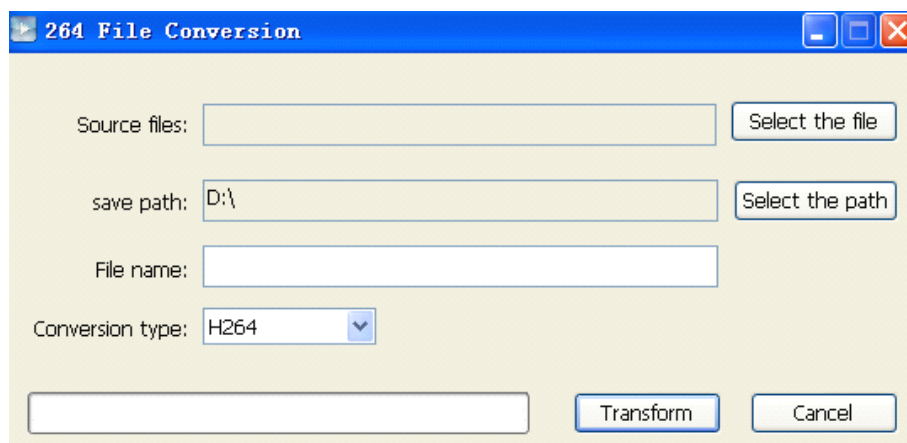 264 File Conversion
Source files:
Select the file
save path: D:\
Select the path
File name:
Conversion type: H264
Transform
Cancel